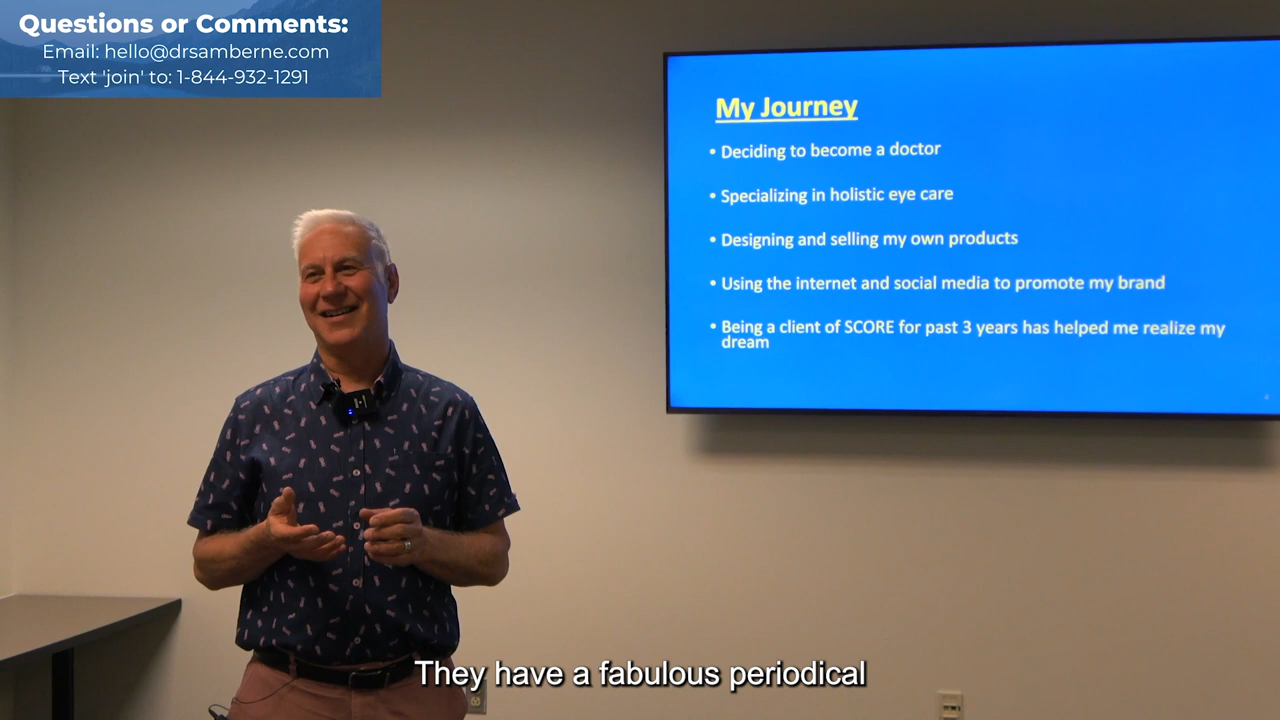 Questions or Comments:
Email: hello@drsamberne.com
Text 'join' to: 1-844-932-1291
My Journey
• Deciding to become a doctor
• Specializing in holistic eye care
• Designing and selling my own products
• Using the internet and social media to promote my brand
• Being a client of SCORE for past 3 years has helped me realize my
dream
They have a fabulous periodical